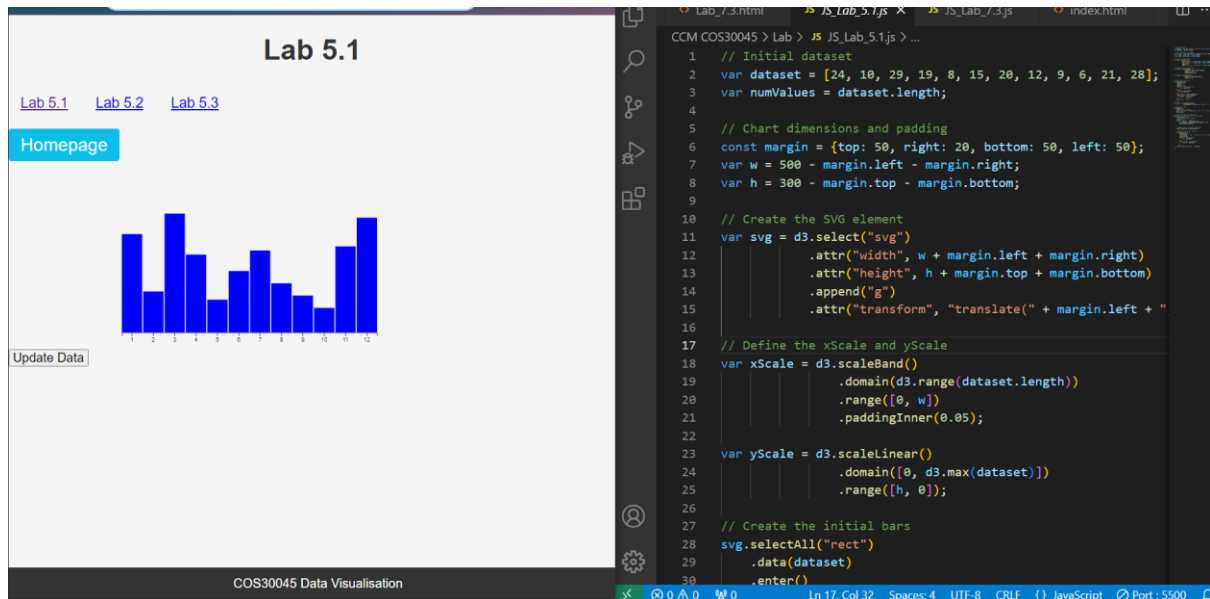 Lab 5.1
Lab 5.1 Lab 5.2 Lab 5.3
Homepage
1 2 3 4 5 6 7 8 9 10 11 12
Update Data
COS30045 Data Visualisation
Lab_7.3.html JS JS_Lab_5.1.js × JS JS_Lab_7.3.js index.html
CCM COS30045 > Lab > JS JS_Lab_5.1.js > ...
1 // Initial dataset
2 var dataset = [24, 10, 29, 19, 8, 15, 20, 12, 9, 6, 21, 28];
3 var numValues = dataset.length;
4
5 // Chart dimensions and padding
6 const margin = {top: 50, right: 20, bottom: 50, left: 50};
7 var w = 500 - margin.left - margin.right;
8 var h = 300 - margin.top - margin.bottom;
9
10 // Create the SVG element
11 var svg = d3.select("svg")
12 .attr("width", w + margin.left + margin.right)
13 .attr("height", h + margin.top + margin.bottom)
14 .append("g")
15 .attr("transform", "translate(" + margin.left + "
16
17 // Define the xScale and yScale
18 var xScale = d3.scaleBand()
19 .domain(d3.range(dataset.length))
20 .range([0, w])
21 .paddingInner(0.05);
22
23 var yScale = d3.scaleLinear()
24 .domain([0, d3.max(dataset)])
25 .range([h, 0]);
26
27 // Create the initial bars
28 svg.selectAll("rect")
29 .data(dataset)
30 .enter()
0 0 0 Ln 17, Col 32 Spaces: 4 UTF-8 CRLF {} JavaScript Port : 5500